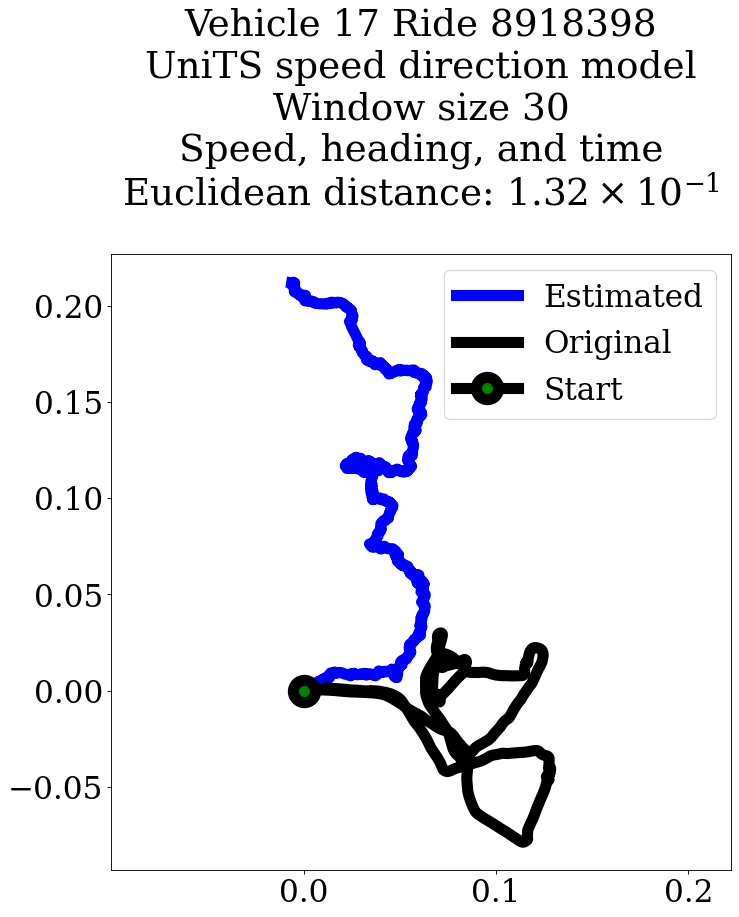 Vehicle 17 Ride 8918398
UniTS speed direction model
Window size 30
Speed, heading, and time
Euclidean distance: 1.32 × 10⁻¹
Estimated
Original
Start
0.20
0.15
0.10
0.05
0.00
−0.05
0.0 0.1 0.2